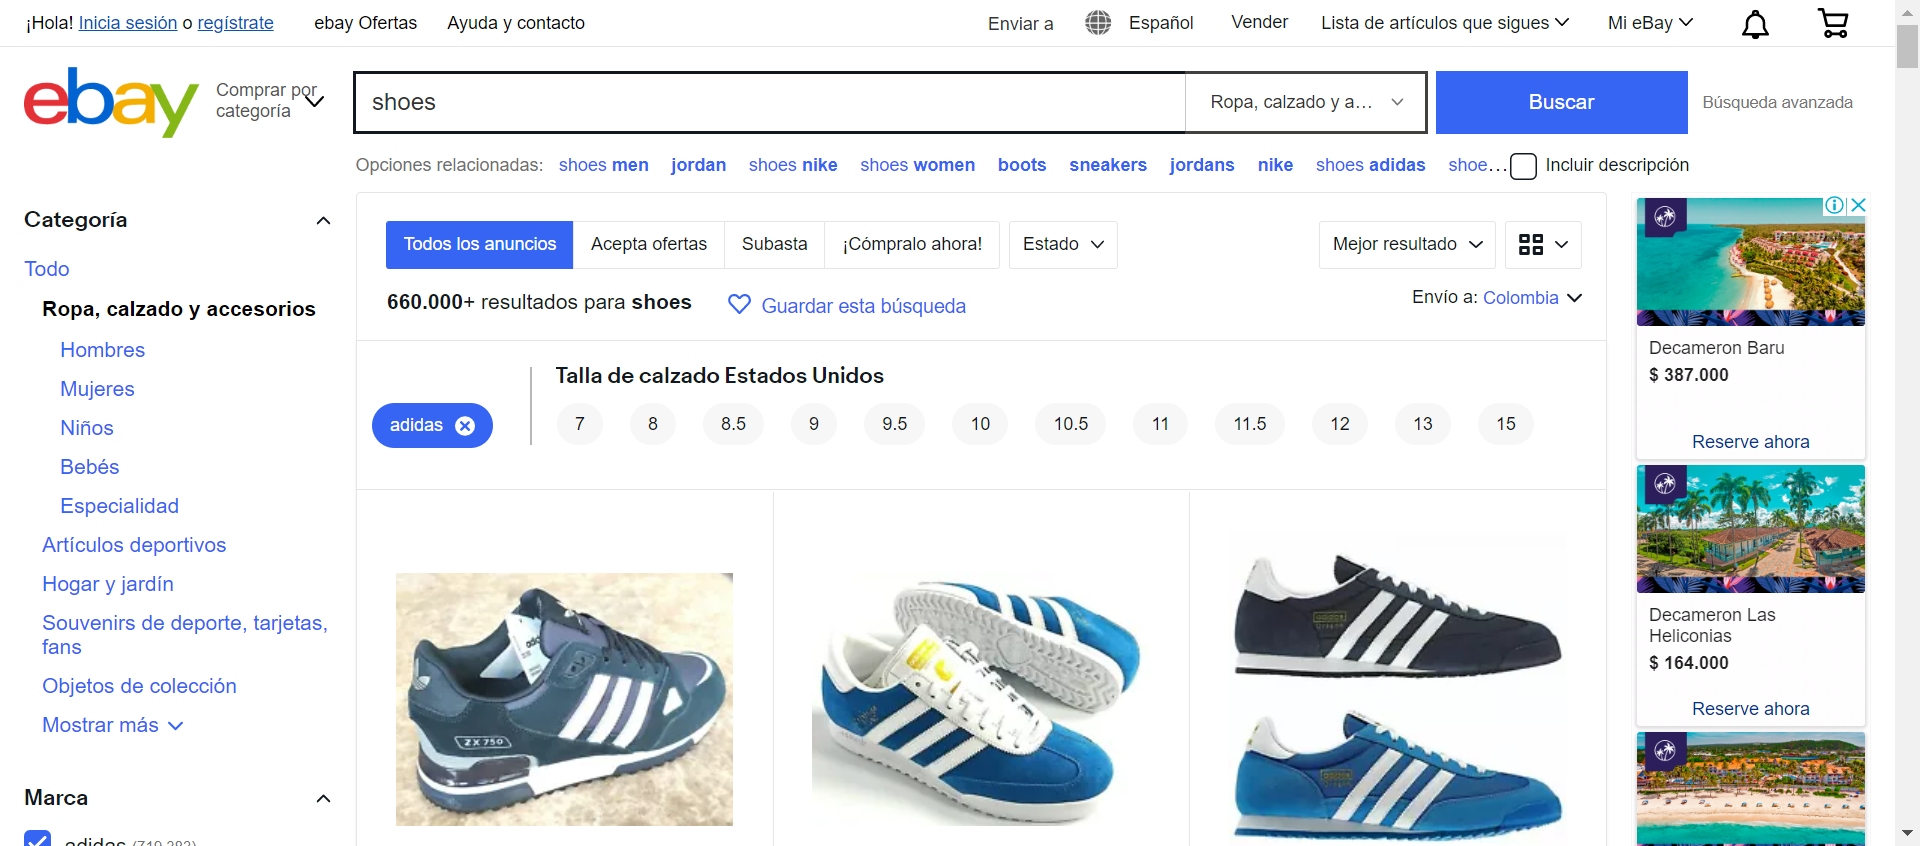 ¡Hola! Inicia sesión o regístrate ebay Ofertas Ayuda y contacto Enviar a Español Vender Lista de artículos que sigues Mi eBay
ebay Comprar por categoría shoes Ropa, calzado y a... Buscar Búsqueda avanzada
Opciones relacionadas: shoes men jordan shoes nike shoes women boots sneakers jordans nike shoes adidas shoe... Incluir descripción
Categoría
Todo
Ropa, calzado y accesorios
Hombres
Mujeres
Niños
Bebés
Especialidad
Artículos deportivos
Hogar y jardín
Souvenirs de deporte, tarjetas,
fans
Objetos de colección
Mostrar más
Marca
adidas (719.383)
Todos los anuncios Acepta ofertas Subasta ¡Cómpralo ahora! Estado Mejor resultado
660.000+ resultados para shoes Guardar esta búsqueda Envío a: Colombia
Talla de calzado Estados Unidos
adidas 7 8 8.5 9 9.5 10 10.5 11 11.5 12 13 15
ZX 750
Decameron Baru
$ 387.000
Reserve ahora
Decameron Las
Heliconias
$ 164.000
Reserve ahora